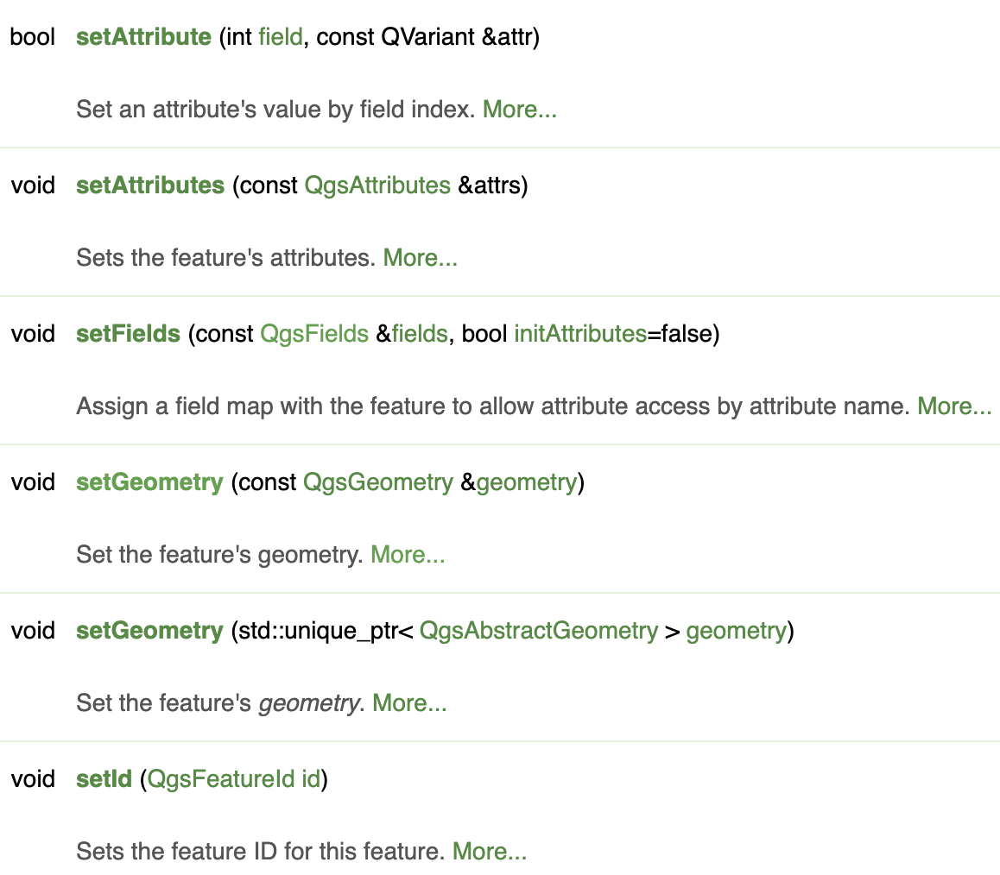 bool setAttribute (int field, const QVariant &attr)
Set an attribute's value by field index. More...
void setAttributes (const QgsAttributes &attrs)
Sets the feature's attributes. More...
void setFields (const QgsFields &fields, bool initAttributes=false)
Assign a field map with the feature to allow attribute access by attribute name. More...
void setGeometry (const QgsGeometry &geometry)
Set the feature's geometry. More...
void setGeometry (std::unique_ptr< QgsAbstractGeometry > geometry)
Set the feature's geometry. More...
void setId (QgsFeatureId id)
Sets the feature ID for this feature. More...